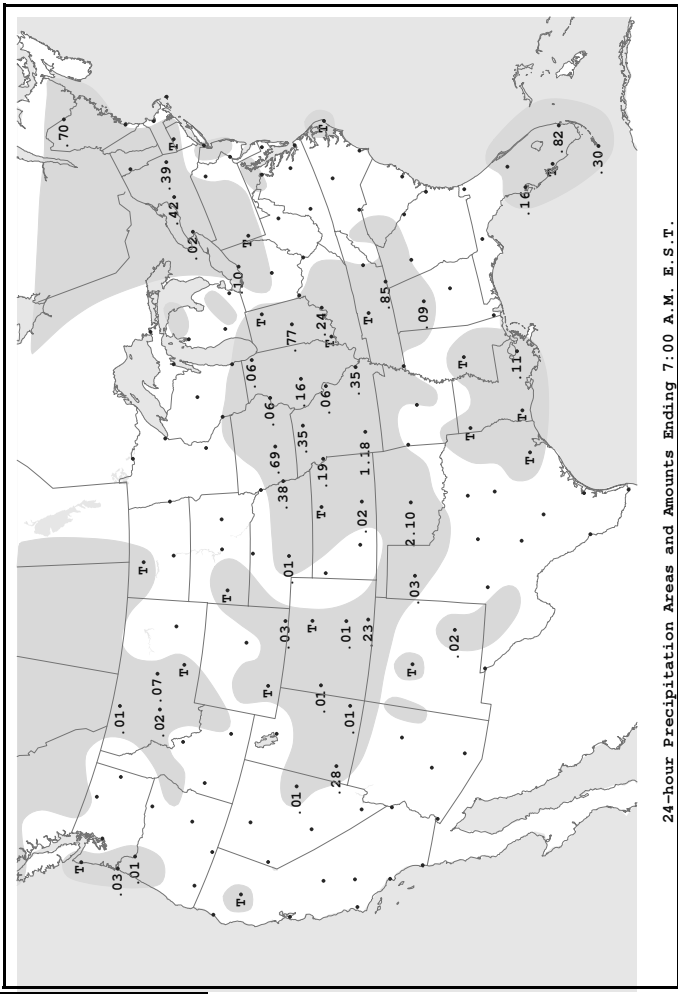 .70
T
.03
.01
.01
T
.07
.02
.39
T
.42
T
.02
T
.10
T
T
.06
T
T
.06
.69
.38
.03
.01
.77
.01
.16
.35
T
.01
T
.19
.24
T
.06
T
.28
.01
.01
.35
.02
1.18
T
.23
.85
2.10
T
.03
.09
.02
T
T
.11
T
.16
T
T
.82
.30
24-hour Precipitation Areas and Amounts Ending 7:00 A.M. E.S.T.